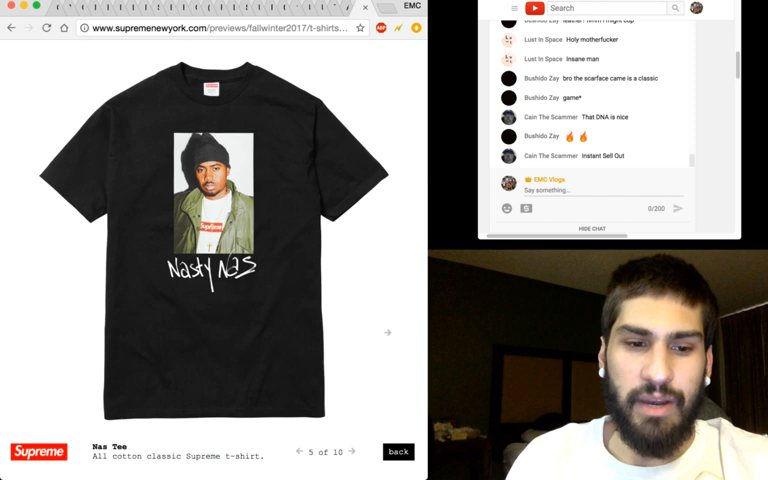 EMC
www.supremenewyork.com/previews/fallwinter2017/t-shirts...
ABP
Supreme
Nasty Nas
Supreme
Nas Tee
All cotton classic Supreme t-shirt.
5 of 10
back
Search
Bushido Zay
Lust In Space Holy motherfucker
Lust In Space Insane man
Bushido Zay bro the scarface came is a classic
Bushido Zay game*
Cain The Scammer That DNA is nice
Bushido Zay
Cain The Scammer Instant Sell Out
EMC Vlogs
Say something...
0/200
HIDE CHAT